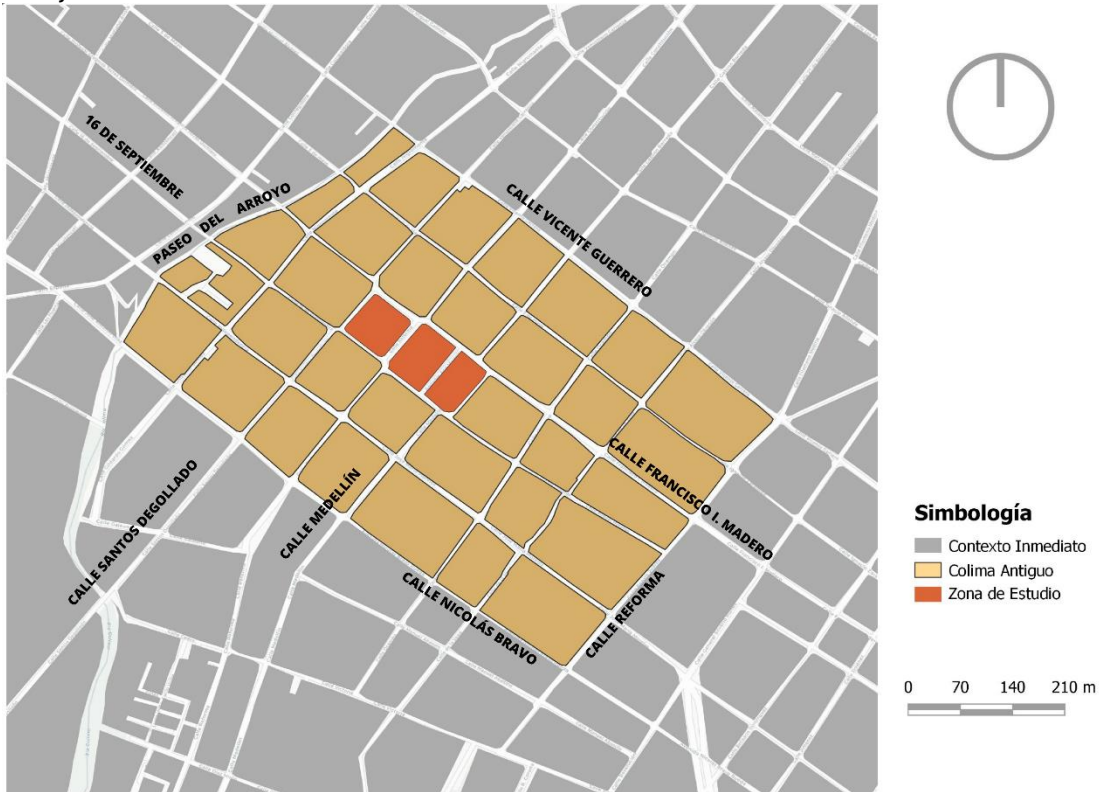 16 DE SEPTIEMBRE
PASEO DEL ARROYO
CALLE VICENTE GUERRERO
CALLE FRANCISCO I. MADERO
CALLE SANTOS DEGOLLADO
CALLE MEDELLÍN
CALLE NICOLÁS BRAVO
CALLE REFORMA
Simbología
Contexto Inmediato
Colima Antiguo
Zona de Estudio
0 70 140 210 m